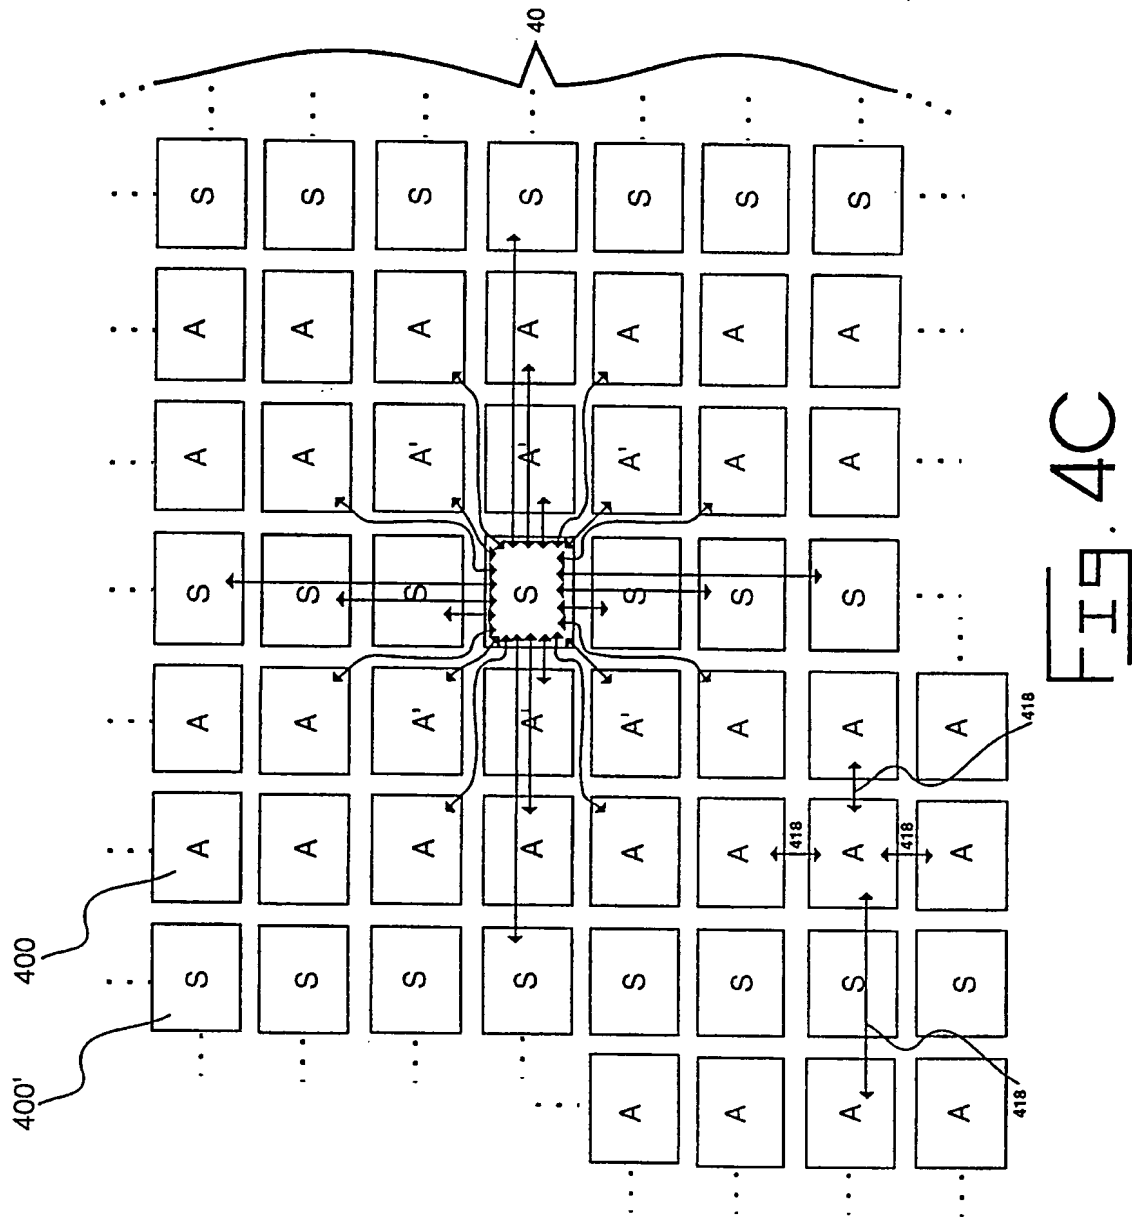 400' 400
S A A S A A S
S A A S A A S
S A A' S A' A S
S A A' S A' A S 40
A S A A' S A' A S
A S A A S A A S
418
A S A A S A A S
418
A S A A
418 418
Fig. 4C